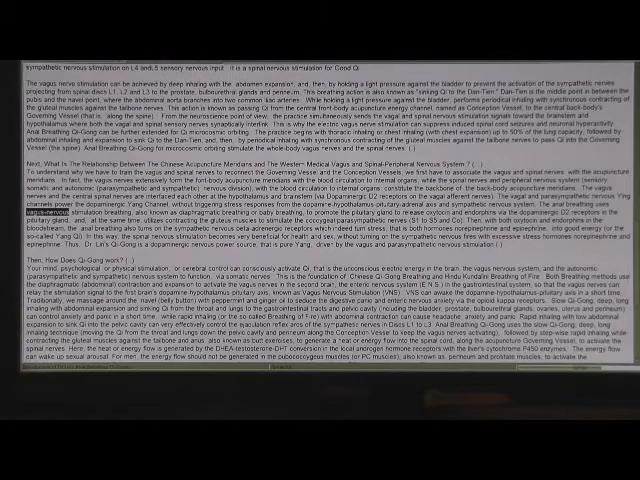 sympathetic nervous stimulation on L4 andL5 sensory nervous input it is a spinal nervous stimulation for Good Qi
The vagus nerve stimulation can be achieved by deep inhaling with the abdomen expansion, and, then, by holding a light pressure against the bladder to prevent the activation of the sympathetic nerves
projecting from spinal discs L1, L2 and L3 to the prostate, bulbourethral glands and penism. This breathing action is also known as "sinking Qi to the Dan-Tien." Dan-Tien is the middle point in between the
pubis and the navel point, where the abdominal aorta branches into two common iliac arteries. While holding a light pressure against the bladder, performs periodical inhaling with synchronous contracting of
the gluteal muscles against the tailbone nerves. This action is known as passing Qi from the central front-body acupuncture energy channel, named as Conception Vessel, to the central back-body's
Governing Vessel (that is, along the spine). From the neuroscience point of view, the practice simultaneously sends the vagal and spinal nervous stimulation signals toward the brainstem and
hypothalamus where both the vagal and spinal sensory nerves synaptically interlink. This is why the electric vagus nerve stimulation can suppress induced spinal cord seizures and neuronal hyperactivity.
Anal Breathing Qi-Gong can be further extended for Qi microcosmic orbiting. The practice begins with thoracic inhaling or chest inhaling (with chest expansion) up to 50% of the lung capacity, followed by
abdominal inhaling and expansion to sink Qi to the Dan-Tien, and, then, by periodical inhaling with synchronous contracting of the gluteal muscles against the tailbone nerves to pass Qi into the Governing
Vessel (the spine). Anal Breathing Qi-Gong for microcosmic orbiting stimulate the whole-body vagus nerves and the spinal nerves. (..)
Next, What Is The Relationship Between The Chinese Acupuncture Meridians and The Western Medical Vagus and Spinal-Peripheral Nervous System ? (...)
To understand why we have to train the vagus and spinal nerves to reconnect the Governing Vessel and the Conception Vessels, we first have to associate the vagus and spinal nerves, with the acupuncture
meridians. In fact, the vagus nerves extensively form the font-body acupuncture meridians with the blood circulation to internal organs, while the spinal nerves and peripheral nervous system (sensory
somatic and autonomic (parasympathetic and sympathetic) nervous division), with the blood circulation to internal organs, constitute the backbone of the back-body acupuncture meridians. The vagus
nerves and the central spinal nerves are interfaced each other at the hypothalamus and brainstem (via Dopaminergic D2 receptors on the vagal afferent nerves). The vagal and parasympathetic nervous Ying
channels power the dopaminergic Yang Channel, without triggering stress responses from the dopamine-hypothalamus-pituitary-adrenal axis and sympathetic nervous system. The anal breathing uses
vagus-nervous stimulation breathing, also known as diaphragmatic breathing or baby breathing, to promote the pituitary gland to release oxytocin and endorphins via the dopaminergic D2 receptors in the
pituitary gland, and, at the same time, utilizes contracting the gluteus muscles to stimulate the coccygeal parasympathetic nerves (S1 to S5 and Co). Then, with both oxytocin and endorphins in the
bloodstream, the anal breathing also turns on the sympathetic nervous beta-adrenergic receptors which indeed turn stress, that is both hormones norepinephrine and epinephrine, into good energy (or the
so-called Yang Qi). In this way, the spinal nervous stimulation becomes very beneficial for health and sex, without turning on the sympathetic nervous fires with excessive stress hormones norepinephrine and
epinephrine. Thus, Dr. Lin's Qi-Gong is a dopaminergic nervous power source, that is pure Yang, driven by the vagus and parasympathetic nervous stimulation (.)
Then, How Does Qi-Gong work? (...)
Your mind, psychological or physical stimulation, or cerebral control can consciously activate Qi, that is the unconscious electric energy in the brain, the vagus nervous system, and the autonomic
(parasympathetic and sympathetic) nervous system to function, via somatic nerves. This is the foundation of Chinese Qi-Gong Breathing and Hindu Kundalini Breathing of Fire. Both Breathing methods use
the diaphragmatic (abdominal) contraction and expansion to activate the vagus nerves in the second brain, the enteric nervous system (E N S ) in the gastrointestinal system, so that the vagus nerves can
relay the stimulation signal to the first brain's dopamine-hypothalamus-pituitary axis, known as Vagus Nervous Stimulation (VNS). VNS can awake the dopamine-hypothalamus-pituitary axis in a short time.
Traditionally, we massage around the navel (belly button) with peppermint and ginger oil to seduce the digestive panic and enteric nervous anxiety via the opioid kappa receptors. Slow Qi-Gong, deep, long
inhaling with abdominal expansion and sinking Qi from the throat and lungs to the gastrointestinal tracts and pelvic cavity (including the bladder, prostate, bulbourethral glands, ovaries, uterus and perineum)
can control anxiety and panic in a short time, while rapid inhaling (or the so-called Breathing of Fire) with abdominal contraction can cause headache, anxiety and panic. Rapid inhaling with low abdominal
expansion to sink Qi into the pelvic cavity can very effectively control the ejaculation reflex area of the sympathetic nerves in Discs L1 to L3. Anal Breathing Qi-Gong uses the slow Qi-Gong, deep, long
inhaling technique (moving the Qi from the throat and lungs down the pelvic cavity and perineum along the Conception Vessel to keep the vagus nerves activating), followed by step-wise rapid inhaling while
contracting the gluteal muscles against the tailbone and anus, also known as butt exercises, to generate a heat or energy flow into the spinal cord, along the acupuncture Governing Vessel, to activate the
spinal nerves. Here, the heat or energy flow is generated by the DHEA-testosterone-DHT conversion in the local androgen hormone receptors with the liver's cytochrome P450 enzymes. The energy flow
can wake up sexual arousal. For men, the energy flow should not be generated in the pubococcygeus muscles (or PC muscles), also known as perineum and prostate muscles, to activate the